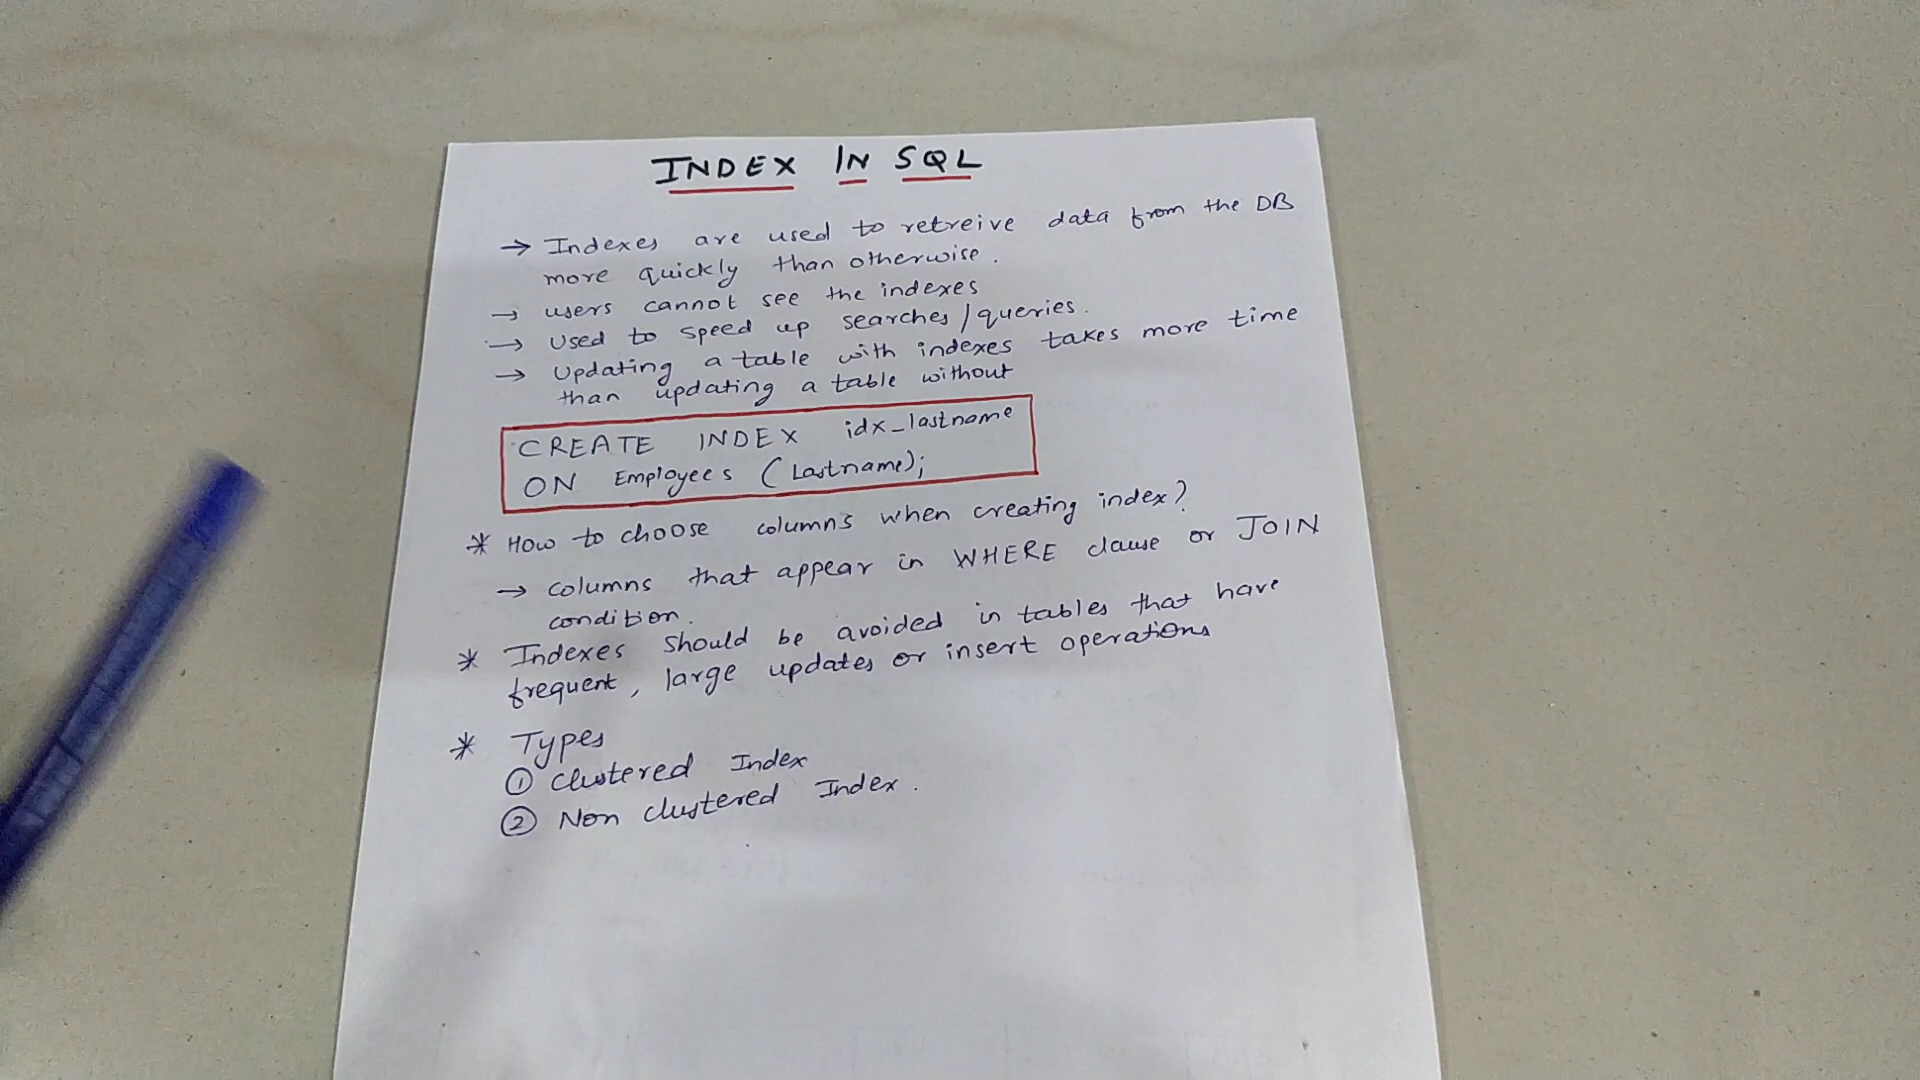 INDEX IN SQL
→ Indexes are used to retreive data from the DB
more quickly than otherwise.
→ users cannot see the indexes
→ Used to speed up searches/queries.
→ Updating a table with indexes takes more time
than updating a table without
CREATE INDEX idx_lastname
ON Employees (Lastname);
* How to choose columns when creating index?
→ columns that appear in WHERE clause or JOIN
condition.
* Indexes should be avoided in tables that have
frequent, large updates or insert operations
* Types
① Clustered Index
② Non clustered Index.